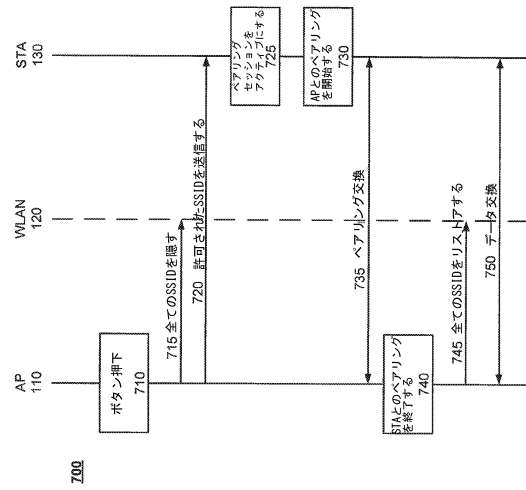 700
AP
110
WLAN
120
STA
130
ボタン押下
710
715 全てのSSIDを隠す
720 許可されたSSIDを送信する
ペアリング
セッションを
アクティブにする
725
APとのペアリング
を開始する
730
735 ペアリング交換
STAとのペアリング
を終了する
740
745 全てのSSIDをリストアする
750 データ交換